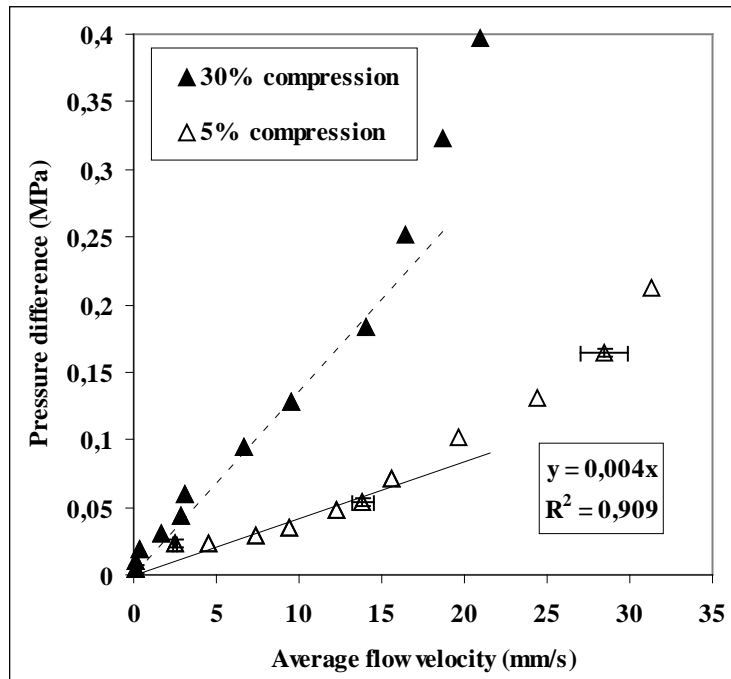 0,4
0,35
0,3
0,25
0,2
0,15
0,1
0,05
0
Pressure difference (MPa)
30% compression
5% compression
y = 0,004x
R² = 0,909
0 5 10 15 20 25 30 35
Average flow velocity (mm/s)